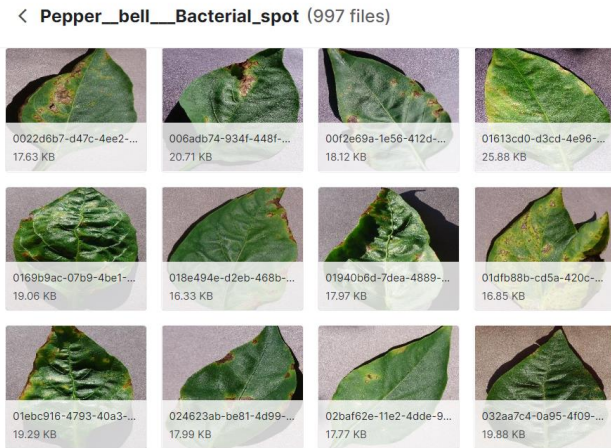 Pepper__bell___Bacterial_spot (997 files)
0022d6b7-d47c-4ee2-...
17.63 KB
006adb74-934f-448f-...
20.71 KB
00f2e69a-1e56-412d-...
18.12 KB
01613cd0-d3cd-4e96-...
25.88 KB
0169b9ac-07b9-4be1-...
19.06 KB
018e494e-d2eb-468b-...
16.33 KB
01940b6d-7dea-4889-...
17.97 KB
01dfb88b-cd5a-420c-...
16.85 KB
01ebc916-4793-40a3-...
19.29 KB
024623ab-be81-4d99-...
17.99 KB
02baf62e-11e2-4dde-9...
17.77 KB
032aa7c4-0a95-4f09-...
19.88 KB